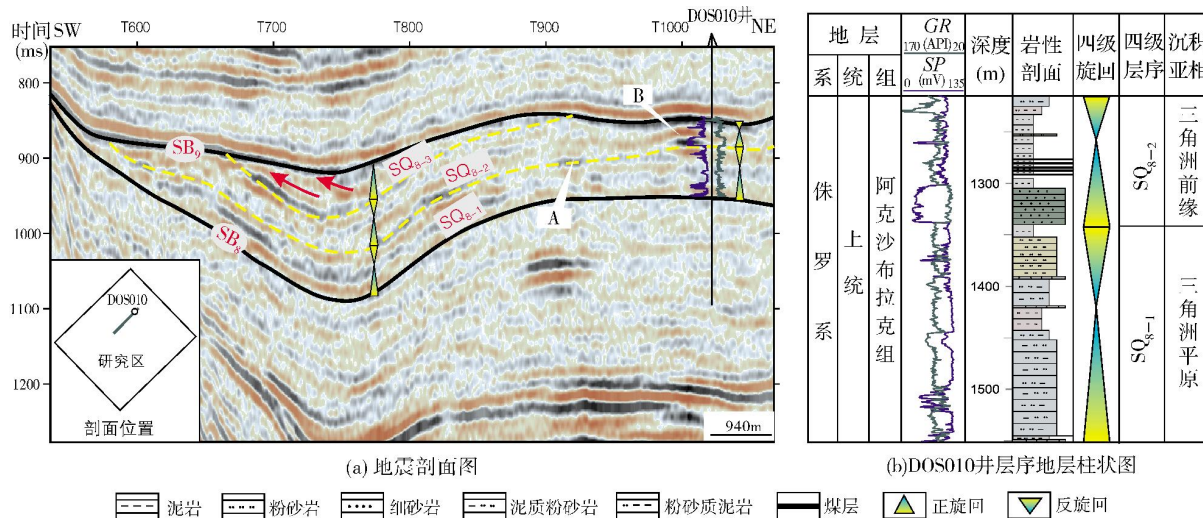 T600 T700 T800 T900 T1000 DOS010井
时间 SW NE
(ms)
800
900
1000
1100
1200
SB₉
SB₈
SQ₈₋₃
SQ₈₋₂
SQ₈₋₁
A
B
DOS010
研究区
剖面位置
940m
(a) 地震剖面图
地层
系 统 组
GR
170 (API) 20
SP
0 (mV) 135
深度
(m)
岩性
剖面
四级
旋回
四级
层序
沉积
亚相
侏罗系
上统
阿克沙布拉克组
1300
1400
1500
SQ₈₋₂
SQ₈₋₁
三角洲前缘
三角洲平原
(b)DOS010井层序地层柱状图
泥岩 粉砂岩 细砂岩 泥质粉砂岩 粉砂质泥岩 煤层 正旋回 反旋回